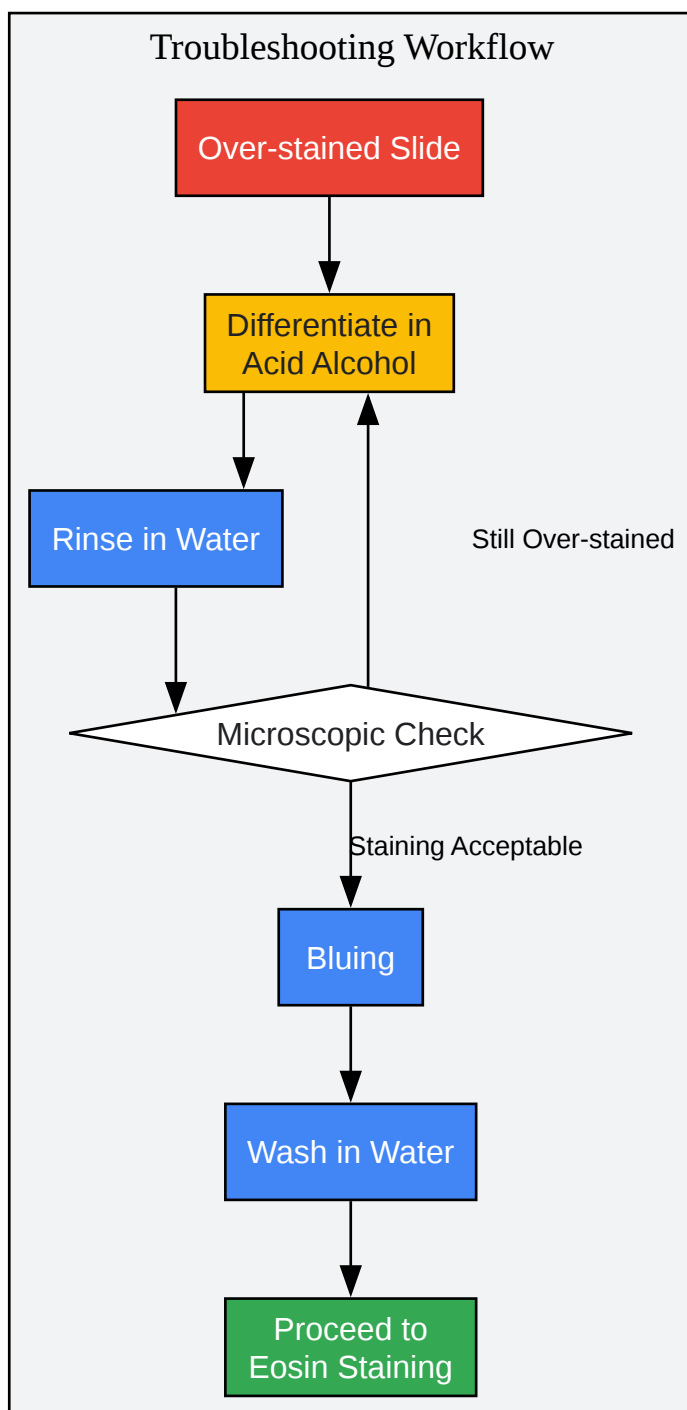 Troubleshooting Workflow
Over-stained Slide
Differentiate in
Acid Alcohol
Rinse in Water
Still Over-stained
Microscopic Check
Staining Acceptable
Bluing
Wash in Water
Proceed to
Eosin Staining